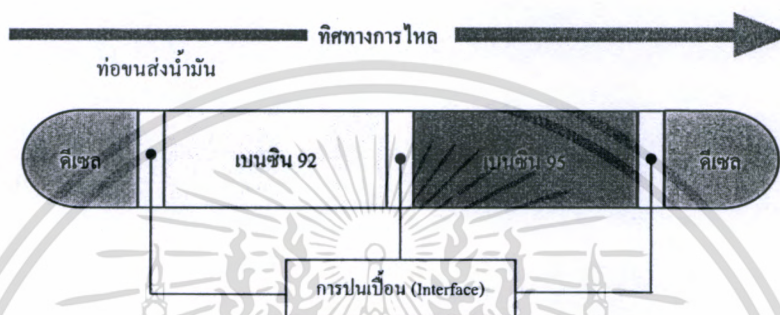 ทิศทางการไหล
ท่อขนส่งน้ำมัน
ดีเซล เบนซิน 92 เบนซิน 95 ดีเซล
การปนเปื้อน (Interface)